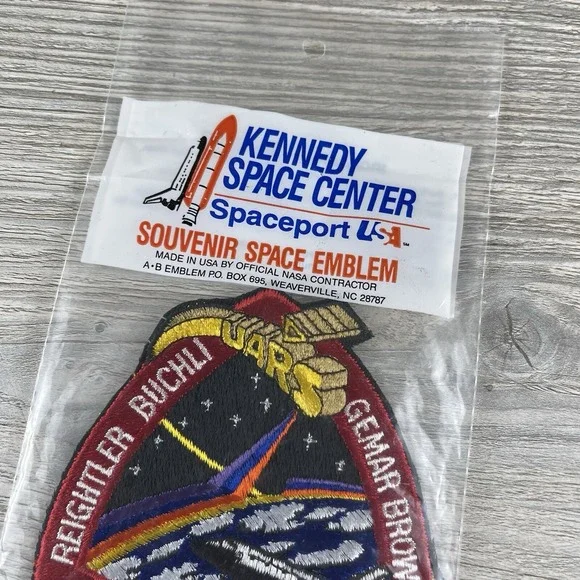 KENNEDY
SPACE CENTER
Spaceport USA
SOUVENIR SPACE EMBLEM
MADE IN USA BY OFFICIAL NASA CONTRACTOR
A•B EMBLEM P.O. BOX 695, WEAVERVILLE, NC 28787
UARS
REIGHTLER BUCHLI
GEMAR BROW